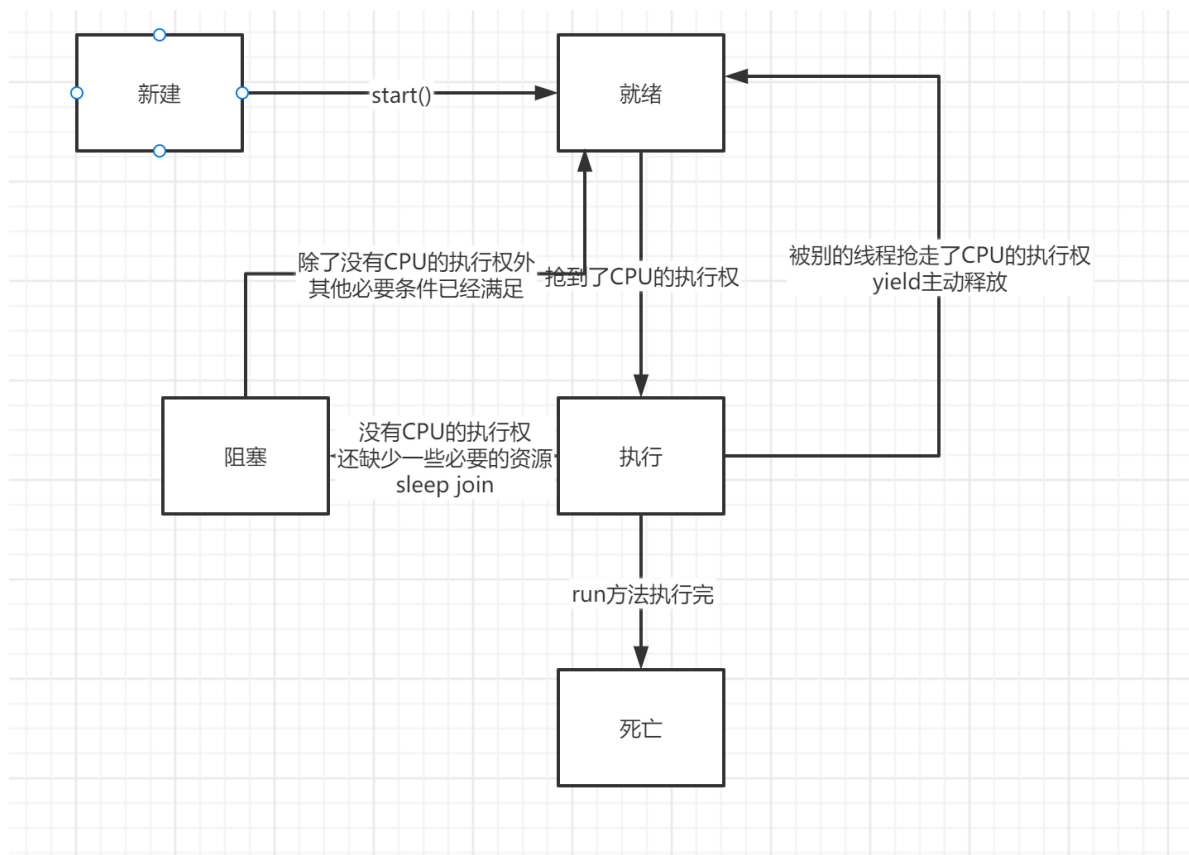 新建
start()
就绪
除了没有CPU的执行权外
其他必要条件已经满足
抢到了CPU的执行权
被别的线程抢走了CPU的执行权
yield主动释放
阻塞
没有CPU的执行权
还缺少一些必要的资源
sleep join
执行
run方法执行完
死亡